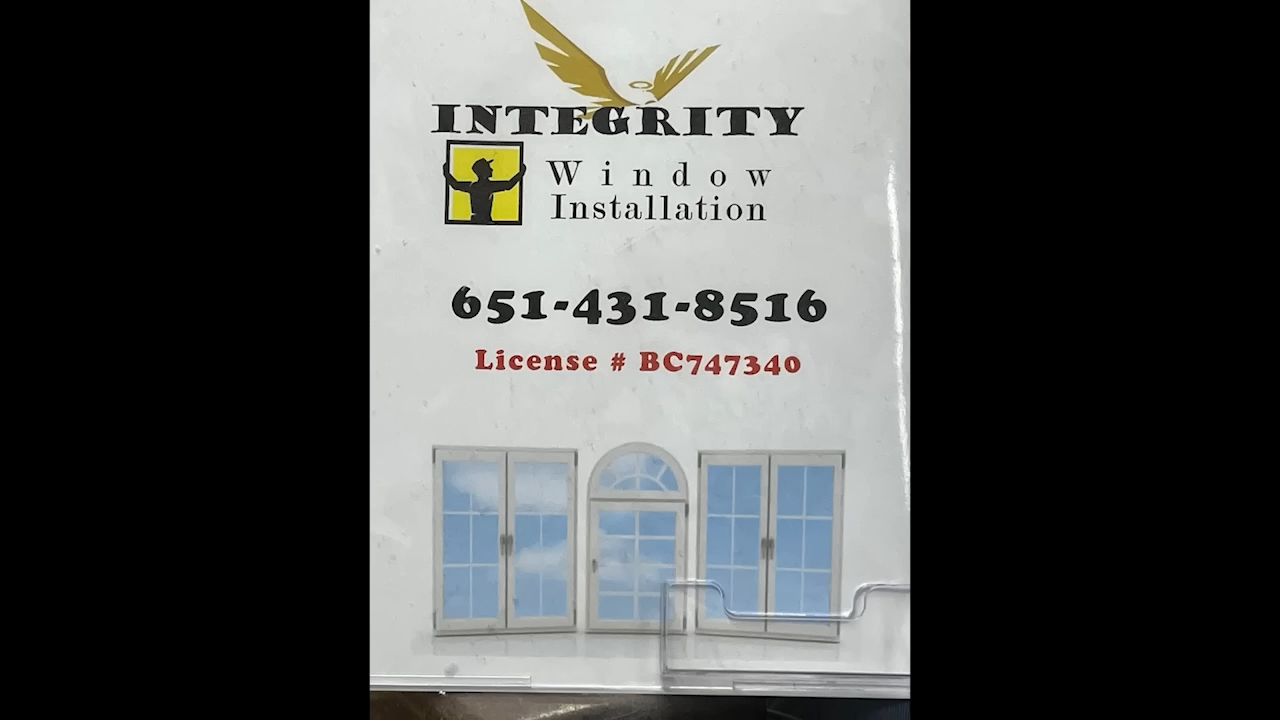 INTEGRITY
Window
Installation
651-431-8516
License # BC747340